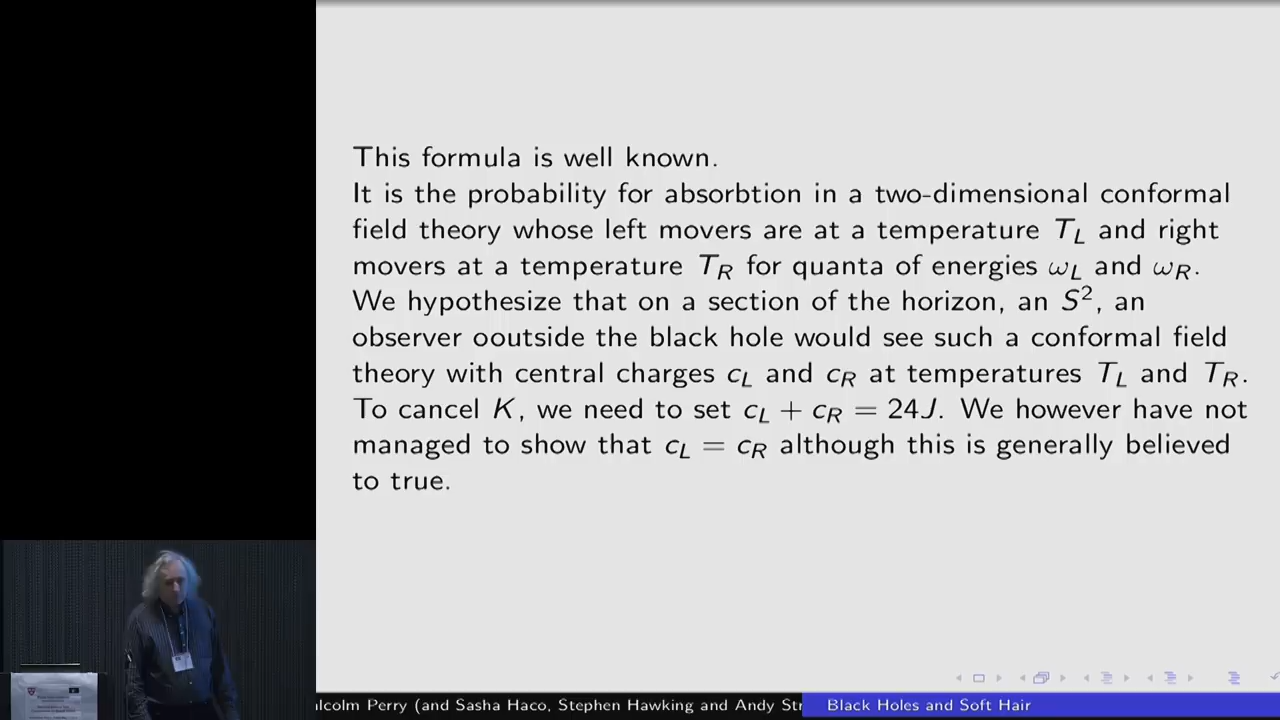 This formula is well known.
It is the probability for absorbtion in a two-dimensional conformal
field theory whose left movers are at a temperature T_L and right
movers at a temperature T_R for quanta of energies ω_L and ω_R.
We hypothesize that on a section of the horizon, an S², an
observer ooutside the black hole would see such a conformal field
theory with central charges c_L and c_R at temperatures T_L and T_R.
To cancel K, we need to set c_L + c_R = 24J. We however have not
managed to show that c_L = c_R although this is generally believed
to true.
lcolm Perry (and Sasha Haco, Stephen Hawking and Andy Str
Black Holes and Soft Hair